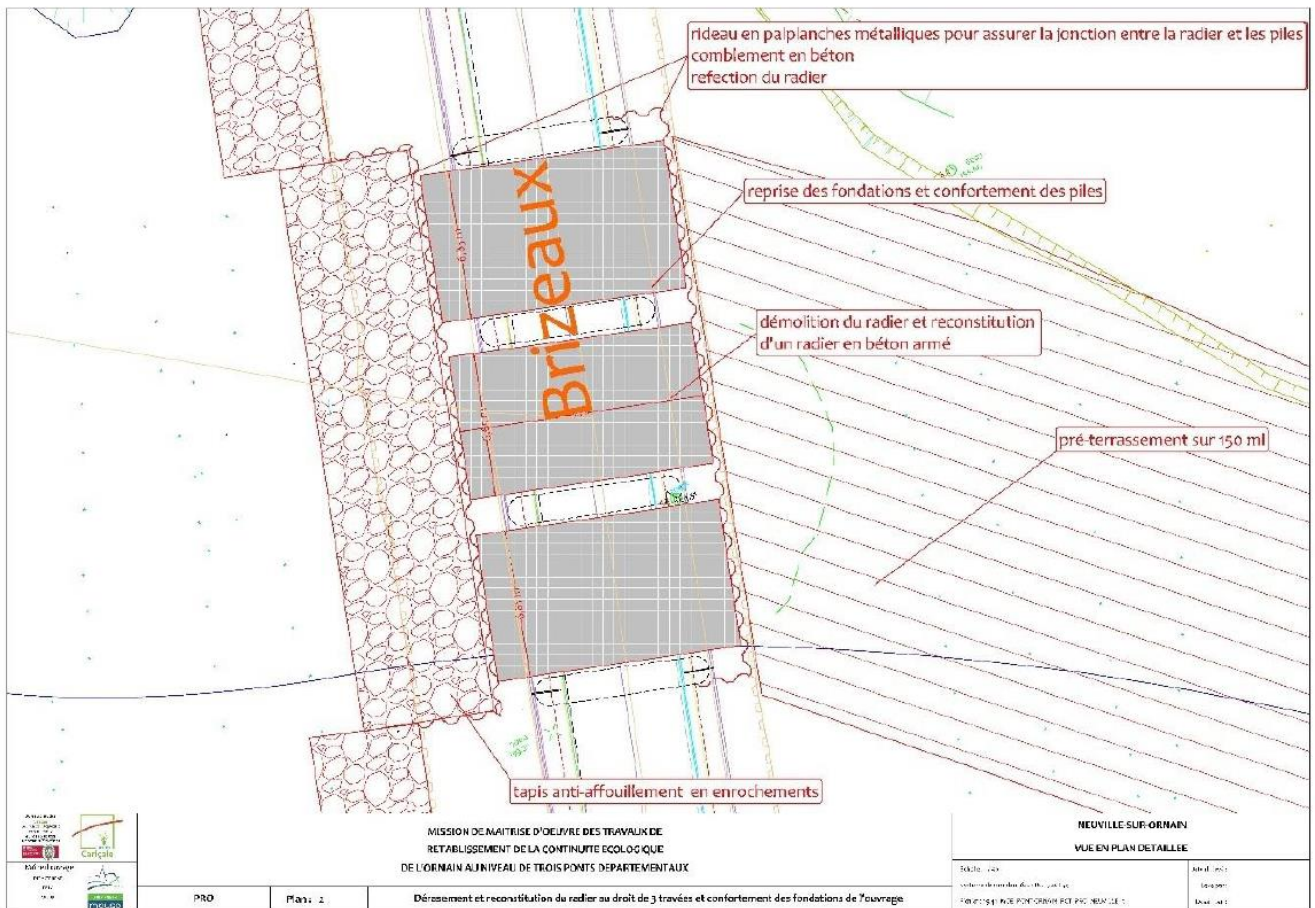 rideau en palplanches métalliques pour assurer la jonction entre la radier et les piles
comblement en béton
refection du radier
reprise des fondations et confortement des piles
Brizeaux
démolition du radier et reconstitution
d'un radier en béton armé
pré-terrassement sur 150 ml
tapis anti-affouillement en enrochements
Cariçaie
meuse
MISSION DE MAITRISE D'OEUVRE DES TRAVAUX DE
RETABLISSEMENT DE LA CONTINUITE ECOLOGIQUE
DE L'ORNAIN AU NIVEAU DE TROIS PONTS DEPARTEMENTAUX
PRO
Plan : 2
Dérasement et reconstitution du radier au droit de 3 travées et confortement des fondations de l'ouvrage
NEUVILLE-SUR-ORNAIN
VUE EN PLAN DETAILLEE